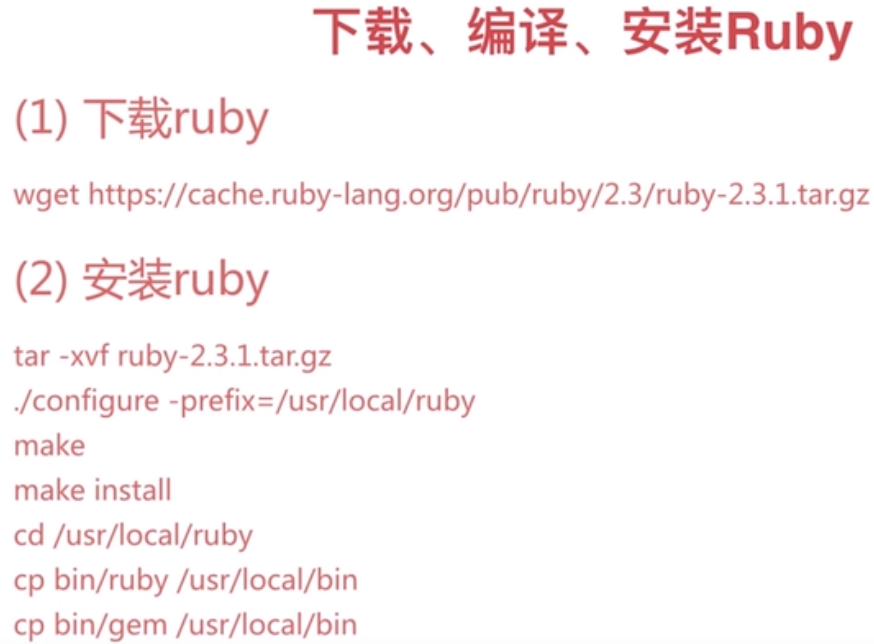 下载、编译、安装Ruby
(1) 下载ruby
wget https://cache.ruby-lang.org/pub/ruby/2.3/ruby-2.3.1.tar.gz
(2) 安装ruby
tar -xvf ruby-2.3.1.tar.gz
./configure -prefix=/usr/local/ruby
make
make install
cd /usr/local/ruby
cp bin/ruby /usr/local/bin
cp bin/gem /usr/local/bin